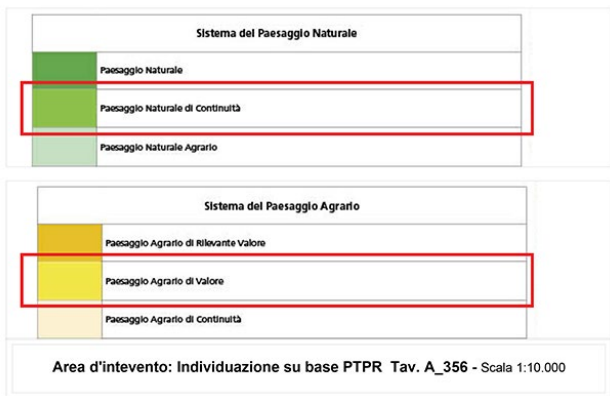 Sistema del Paesaggio Naturale
Paesaggio Naturale
Paesaggio Naturale di Continuità
Paesaggio Naturale Agrario
Sistema del Paesaggio Agrario
Paesaggio Agrario di Rilevante Valore
Paesaggio Agrario di Valore
Paesaggio Agrario di Continuità
Area d'intevento: Individuazione su base PTPR Tav. A_356 - Scala 1:10.000